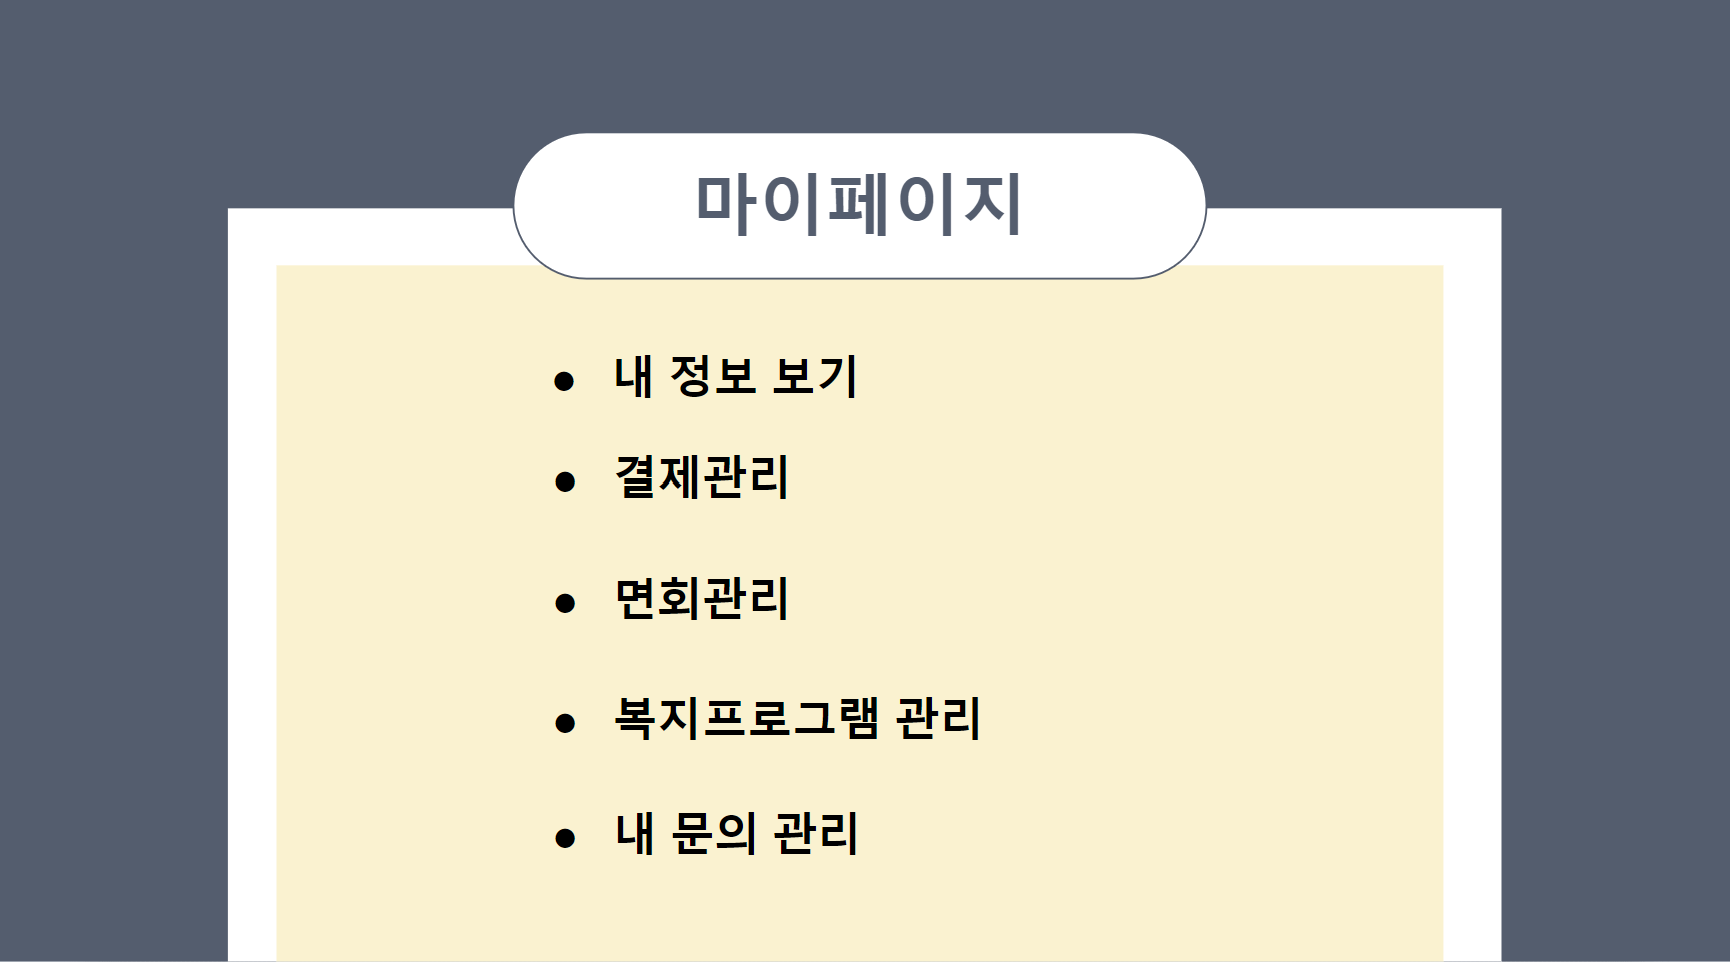 마이페이지
● 내 정보 보기
● 결제관리
● 면회관리
● 복지프로그램 관리
● 내 문의 관리